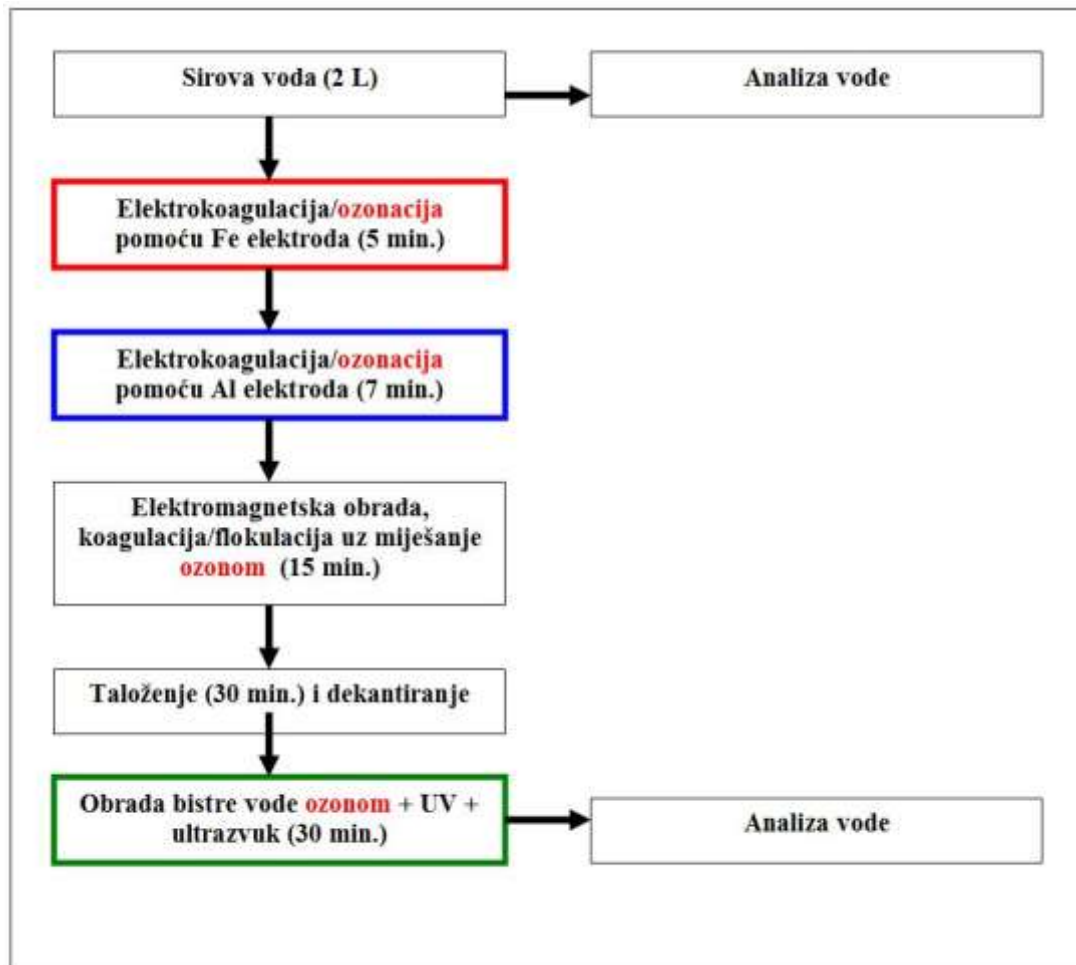 Sirova voda (2 L)
Analiza vode
Elektrokoagulacija/ozonacija
pomoću Fe elektroda (5 min.)
Elektrokoagulacija/ozonacija
pomoću Al elektroda (7 min.)
Elektromagnetska obrada,
koagulacija/flokulacija uz miješanje
ozonom (15 min.)
Taloženje (30 min.) i dekantiranje
Obrada bistre vode ozonom + UV +
ultrazvuk (30 min.)
Analiza vode